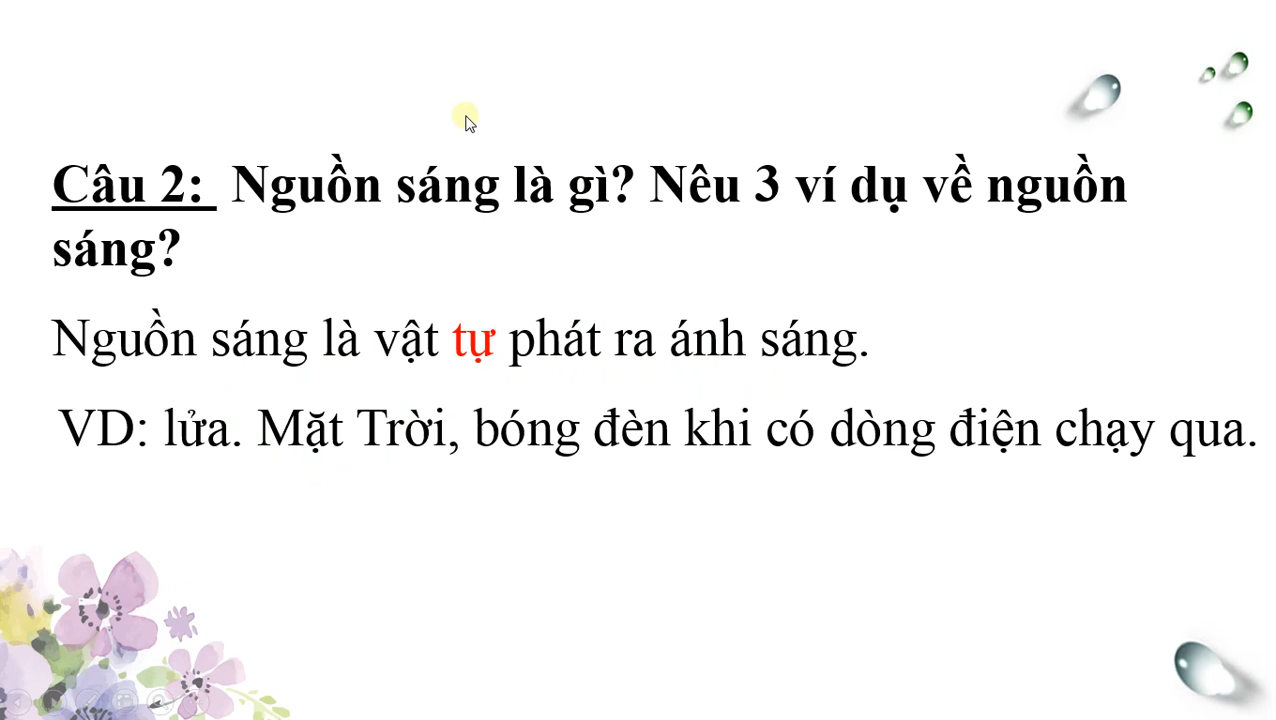 Câu 2: Nguồn sáng là gì? Nêu 3 ví dụ về nguồn
sáng?
Nguồn sáng là vật tự phát ra ánh sáng.
VD: lửa. Mặt Trời, bóng đèn khi có dòng điện chạy qua.